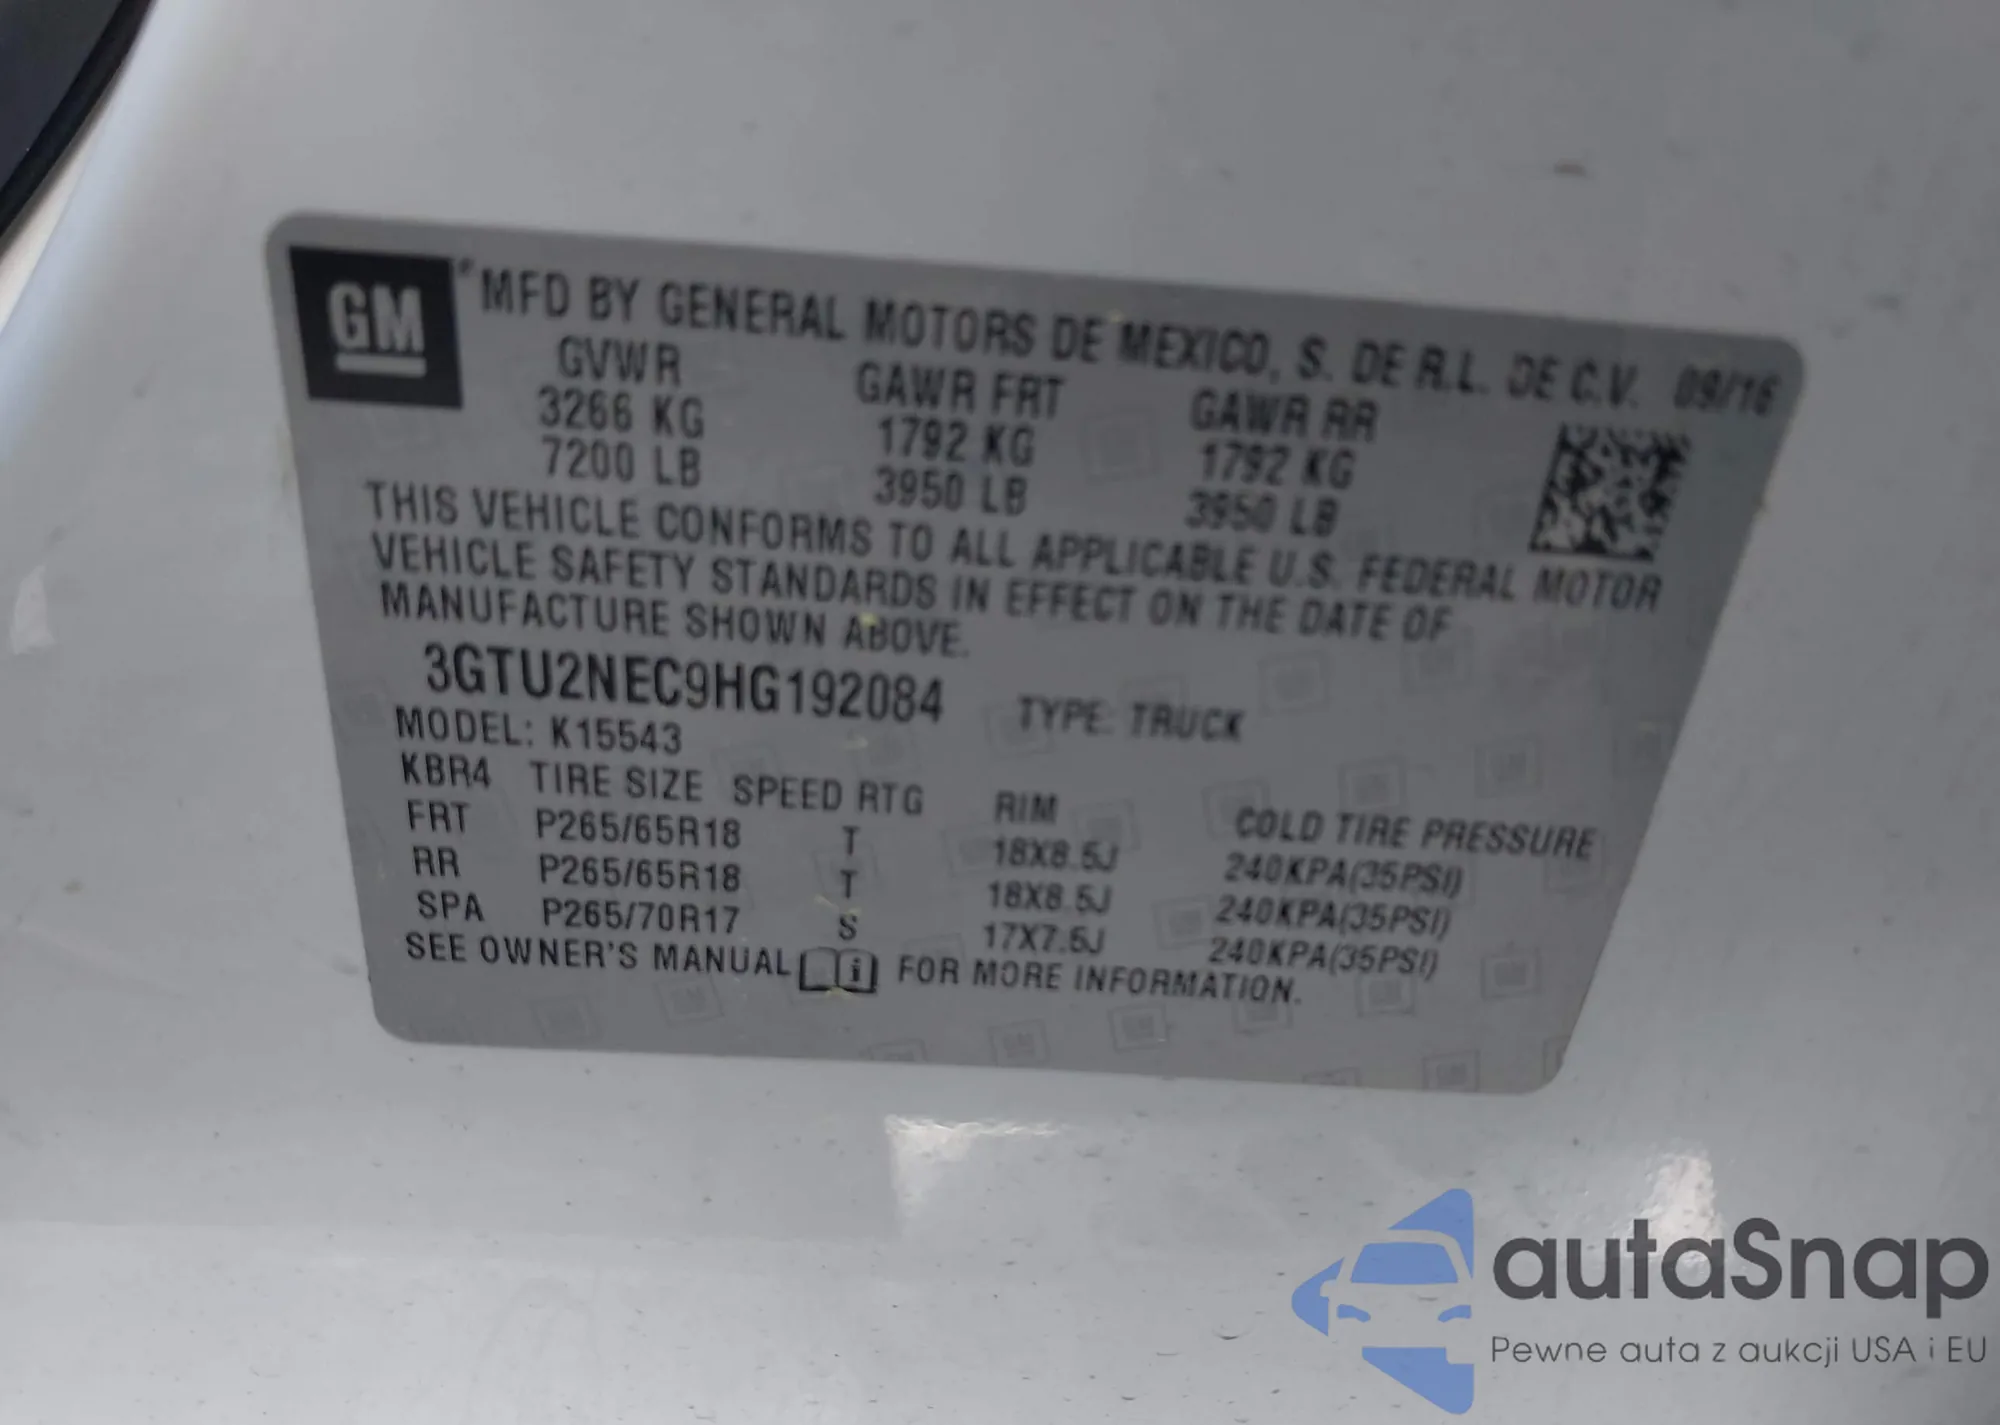 GM
MFD BY GENERAL MOTORS DE MEXICO, S. DE R.L. DE C.V. 09/16
GVWR GAWR FRT GAWR RR
3266 KG 1792 KG 1792 KG
7200 LB 3950 LB 3950 LB
THIS VEHICLE CONFORMS TO ALL APPLICABLE U.S. FEDERAL MOTOR
VEHICLE SAFETY STANDARDS IN EFFECT ON THE DATE OF
MANUFACTURE SHOWN ABOVE.
3GTU2NEC9HG192084 TYPE: TRUCK
MODEL: K15543
KBR4 TIRE SIZE SPEED RTG RIM COLD TIRE PRESSURE
FRT P265/65R18 T 18X8.5J 240KPA(35PSI)
RR P265/65R18 T 18X8.5J 240KPA(35PSI)
SPA P265/70R17 S 17X7.5J 240KPA(35PSI)
SEE OWNER'S MANUAL i FOR MORE INFORMATION.
autaSnap
Pewne auta z aukcji USA i EU